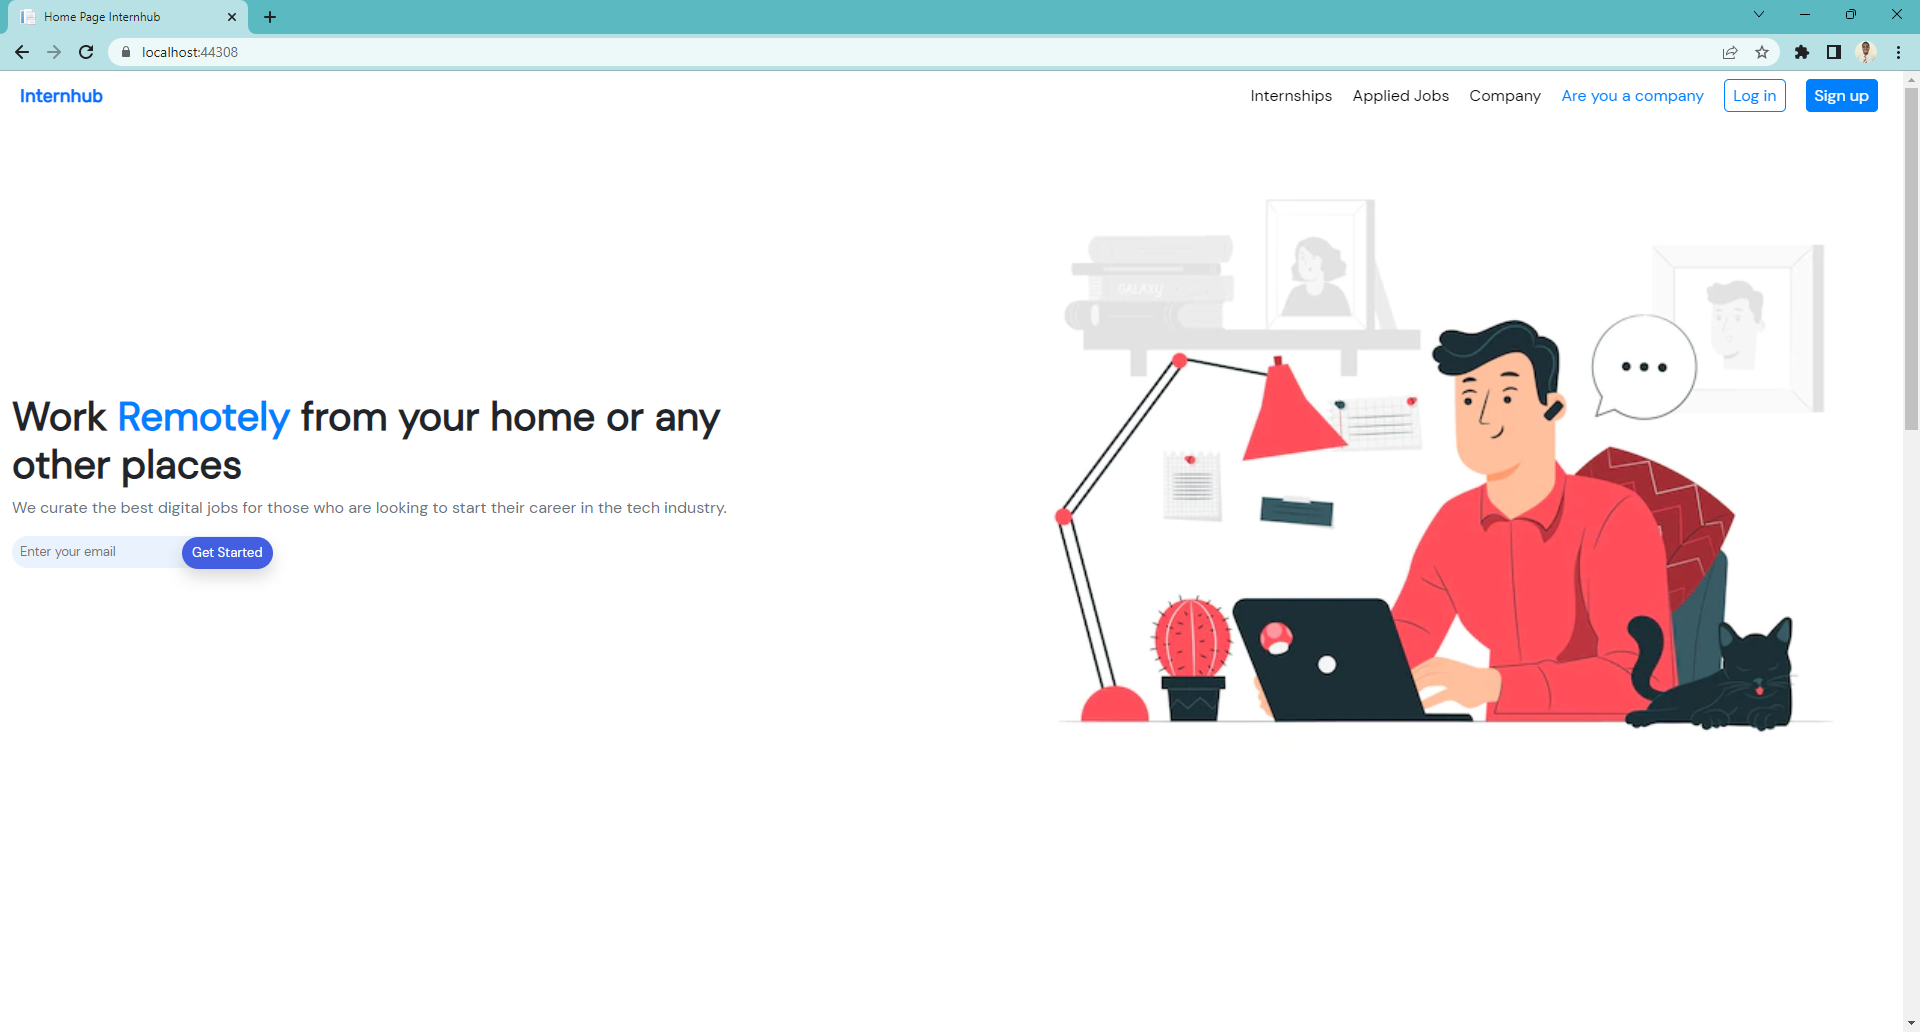 Home Page Internhub
localhost:44308
Internhub
Internships
Applied Jobs
Company
Are you a company
Log in
Sign up
GALAXY
Work Remotely from your home or any
other places
We curate the best digital jobs for those who are looking to start their career in the tech industry.
Enter your email
Get Started